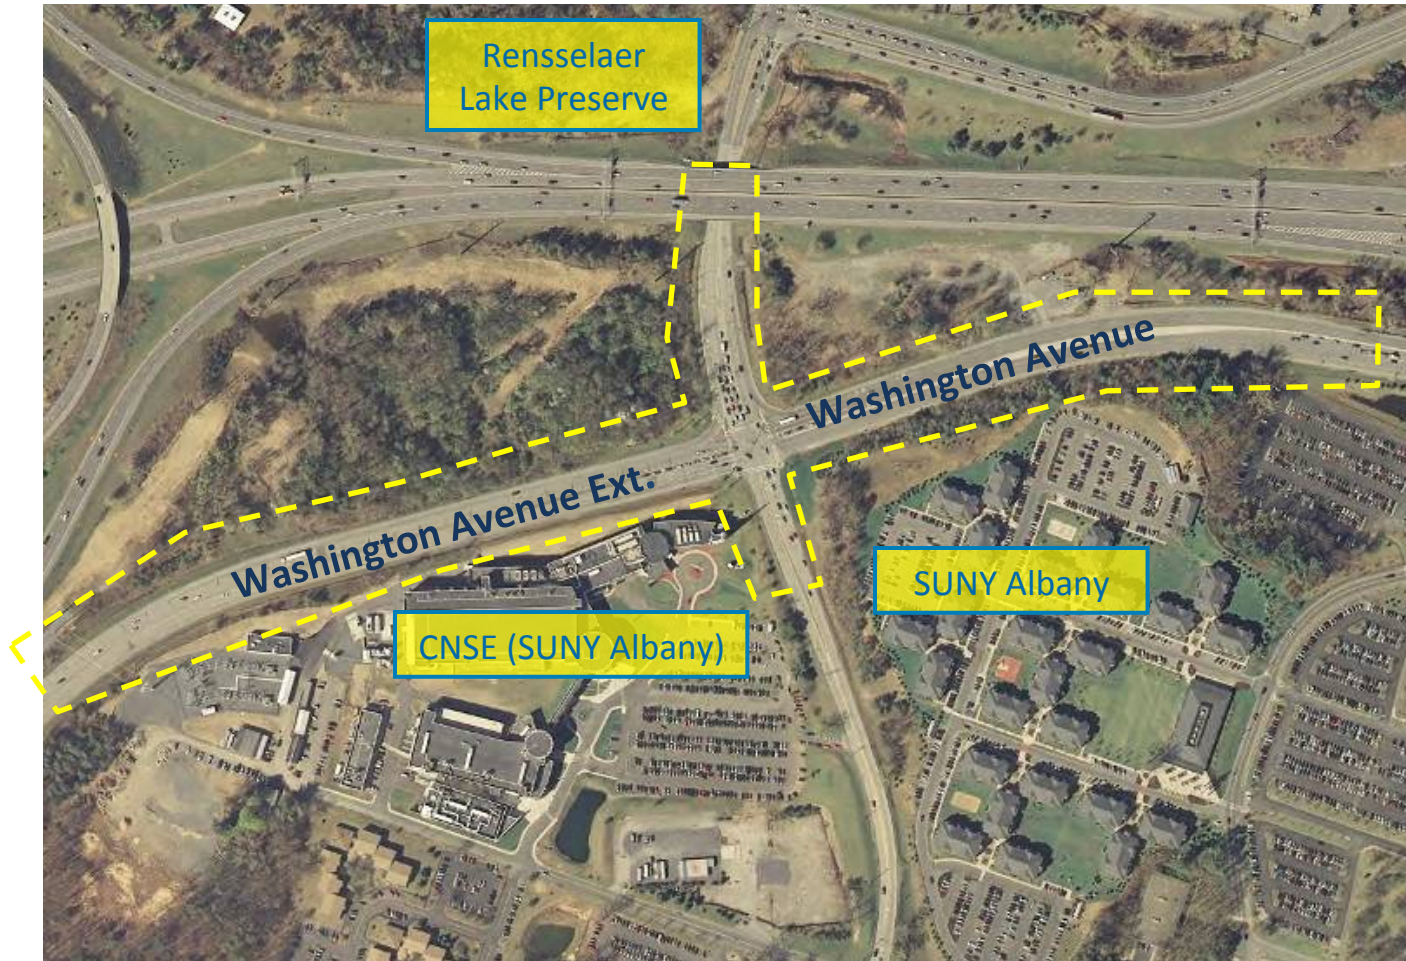 Rensselaer
Lake Preserve
Washington Avenue
Washington Avenue Ext.
SUNY Albany
CNSE (SUNY Albany)